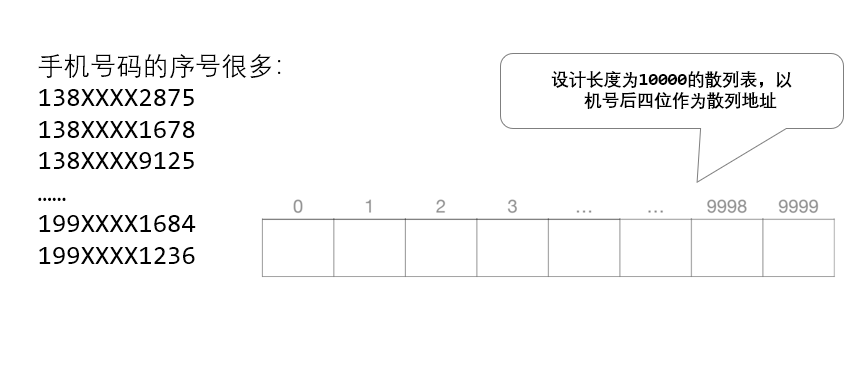 手机号码的序号很多：
138XXXX2875
138XXXX1678
138XXXX9125
……
199XXXX1684
199XXXX1236
设计长度为10000的散列表，以
机号后四位作为散列地址
0 1 2 3 … … 9998 9999